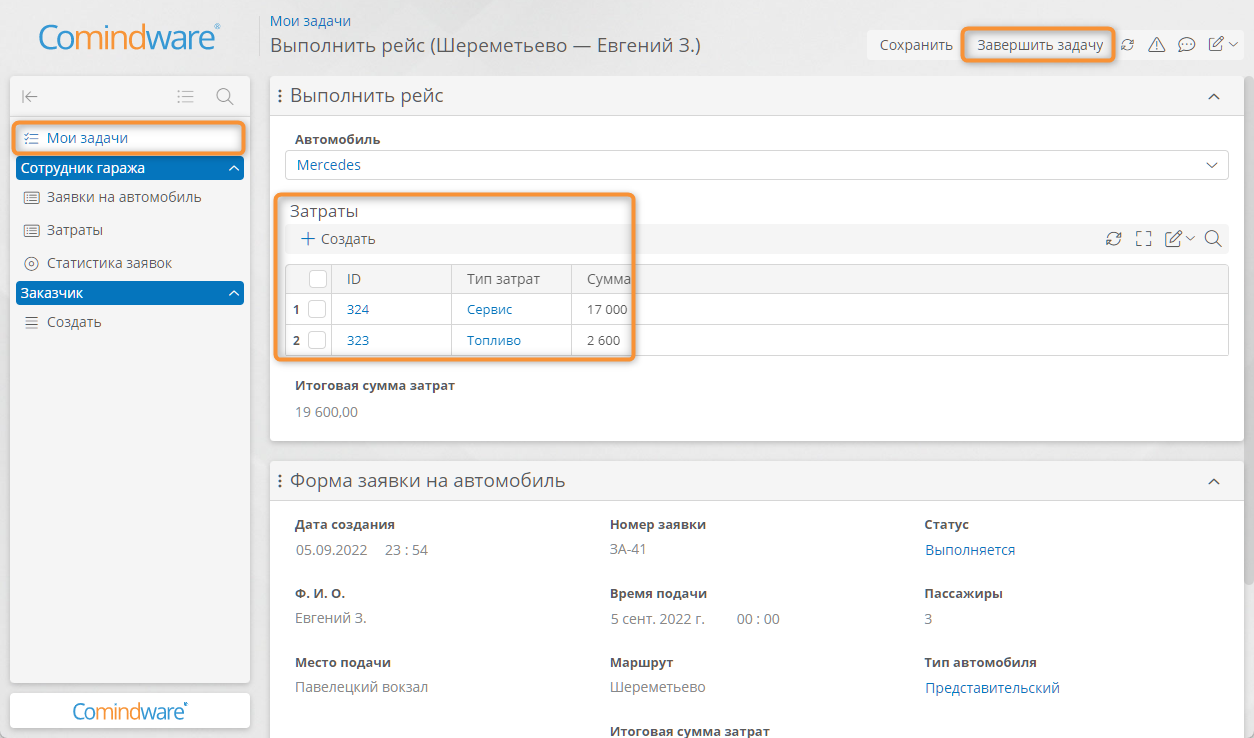 Comindware®
Мои задачи
Выполнить рейс (Шереметьево — Евгений З.)
Сохранить
Завершить задачу
Мои задачи
Сотрудник гаража
Заявки на автомобиль
Затраты
Статистика заявок
Заказчик
Создать
Comindware®
Выполнить рейс
Автомобиль
Mercedes
Затраты
Создать
ID Тип затрат Сумма
1 324 Сервис 17 000
2 323 Топливо 2 600
Итоговая сумма затрат
19 600,00
Форма заявки на автомобиль
Дата создания Номер заявки Статус
05.09.2022 23 : 54 ЗА-41 Выполняется
Ф. И. О. Время подачи Пассажиры
Евгений З. 5 сент. 2022 г. 00 : 00 3
Место подачи Маршрут Тип автомобиля
Павелецкий вокзал Шереметьево Представительский
Итоговая сумма затрат